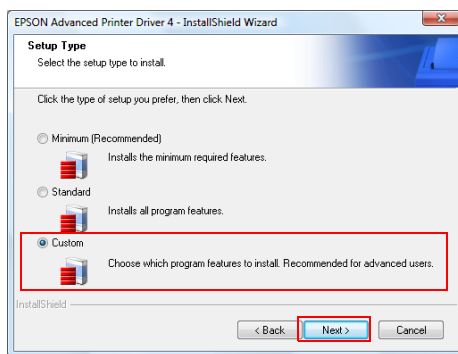 EPSON Advanced Printer Driver 4 - InstallShield Wizard
Setup Type
Select the setup type to install.
Click the type of setup you prefer, then click Next.
Minimum (Recommended)
Installs the minimum required features.
Standard
Installs all program features.
Custom
Choose which program features to install. Recommended for advanced users.
InstallShield
< Back Next > Cancel